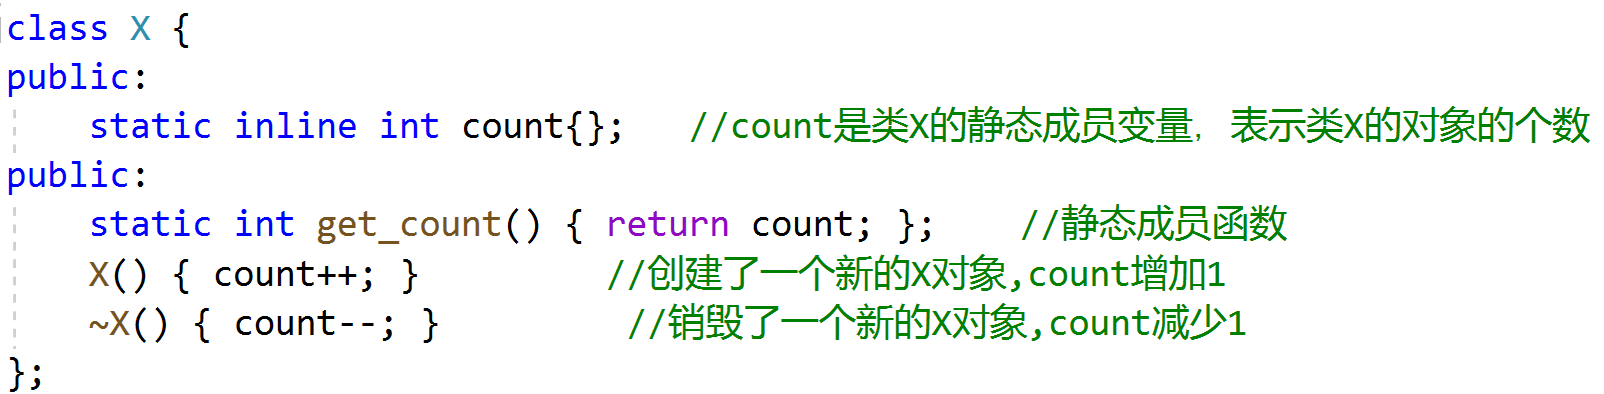 class X {
public:
    static inline int count{};   //count是类X的静态成员变量，表示类X的对象的个数
public:
    static int get_count() { return count; };    //静态成员函数
    X() { count++; }         //创建了一个新的X对象,count增加1
    ~X() { count--; }         //销毁了一个新的X对象,count减少1
};